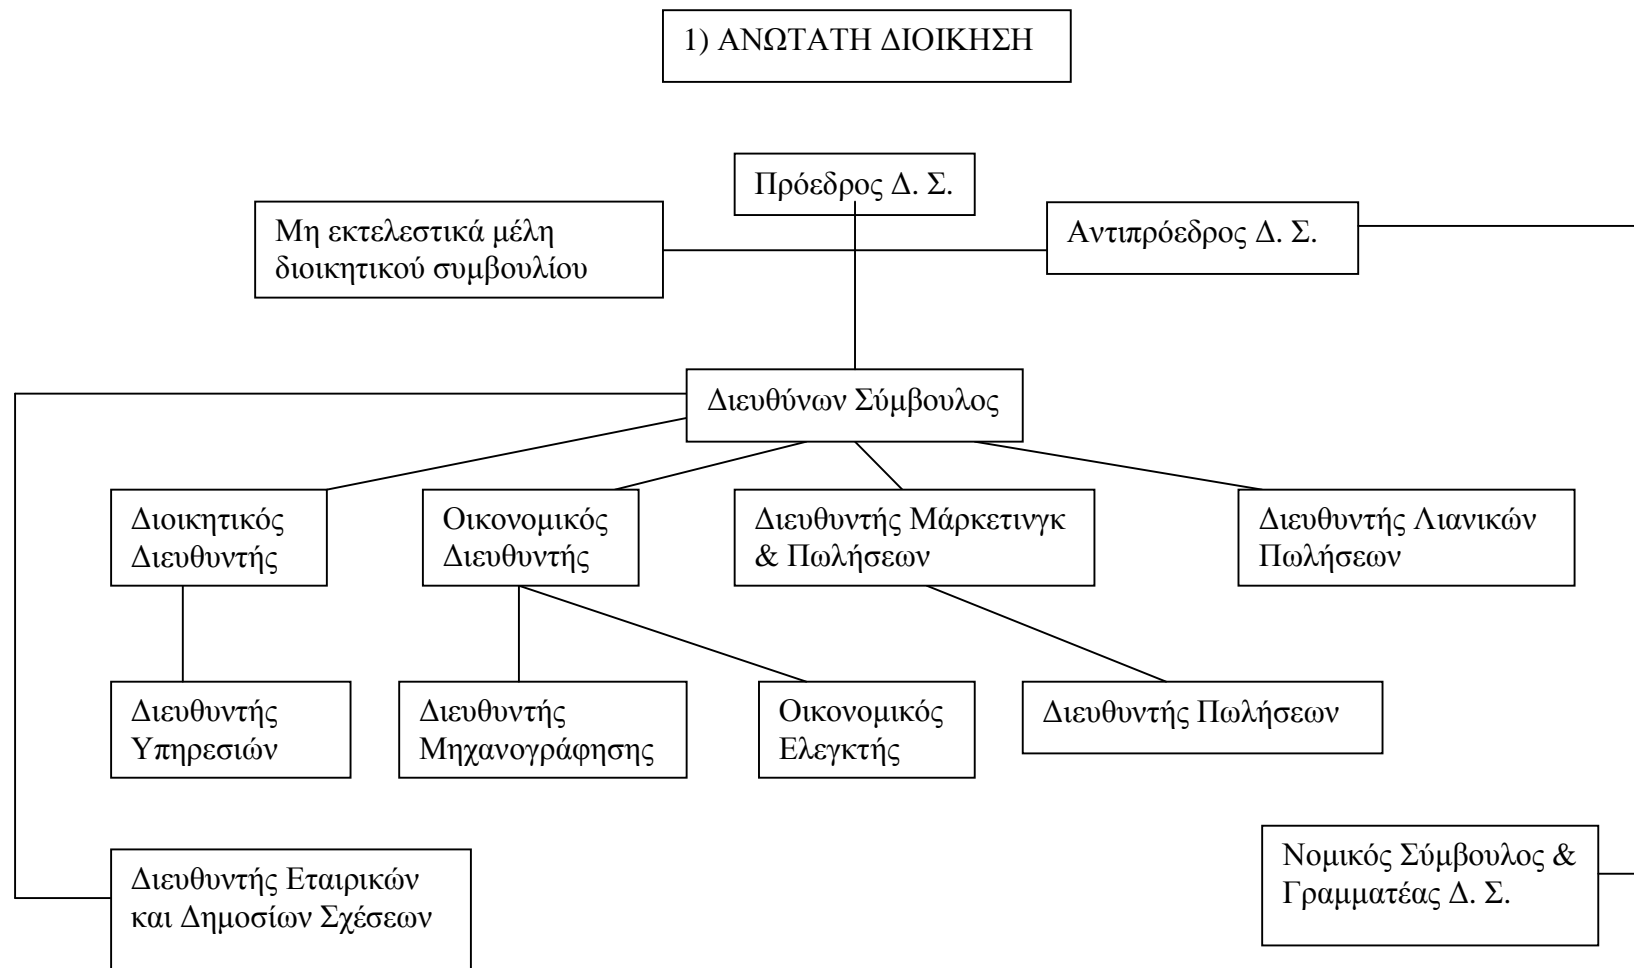 1) ΑΝΩΤΑΤΗ ΔΙΟΙΚΗΣΗ
Πρόεδρος Δ. Σ.
Μη εκτελεστικά μέλη
διοικητικού συμβουλίου
Αντιπρόεδρος Δ. Σ.
Διευθύνων Σύμβουλος
Διοικητικός
Διευθυντής
Οικονομικός
Διευθυντής
Διευθυντής Μάρκετινγκ
& Πωλήσεων
Διευθυντής Λιανικών
Πωλήσεων
Διευθυντής
Υπηρεσιών
Διευθυντής
Μηχανογράφησης
Οικονομικός
Ελεγκτής
Διευθυντής Πωλήσεων
Διευθυντής Εταιρικών
και Δημοσίων Σχέσεων
Νομικός Σύμβουλος &
Γραμματέας Δ. Σ.